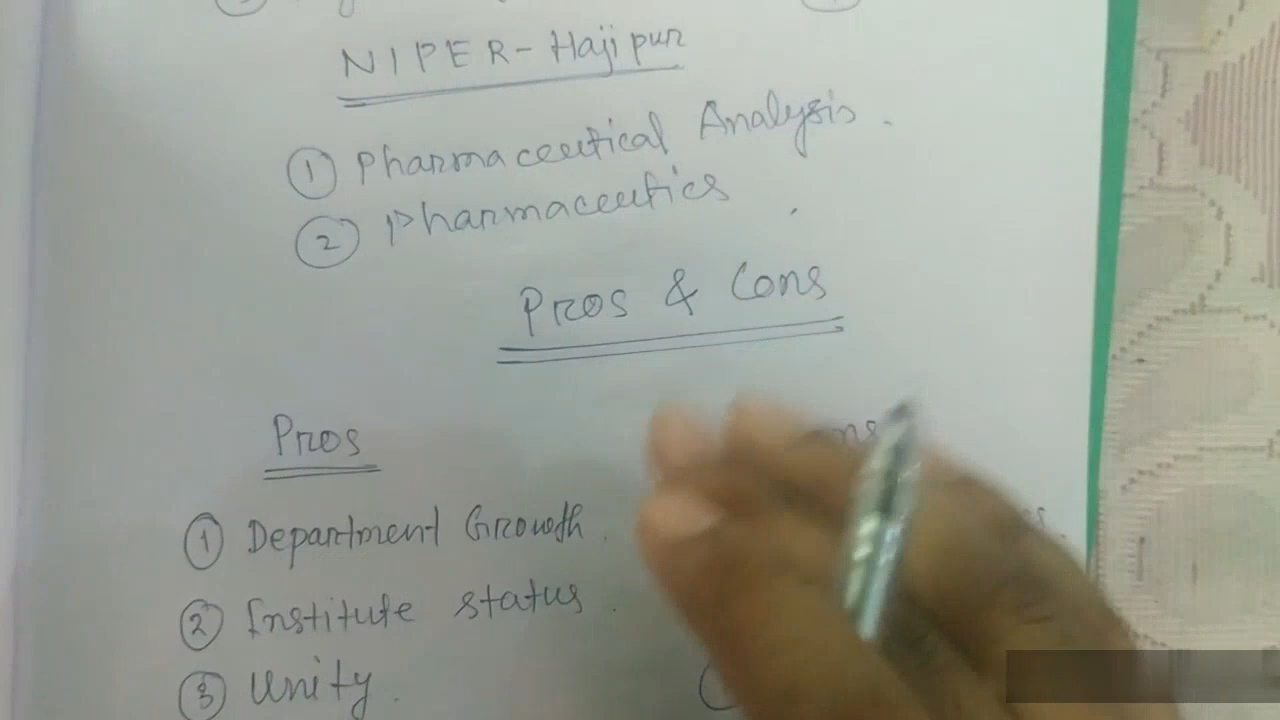 NIPER - Hajipur
① Pharmaceutical Analysis.
② Pharmaceutics
Pros & Cons
Pros
① Department Growth.
② Institute status.
③ Unity.